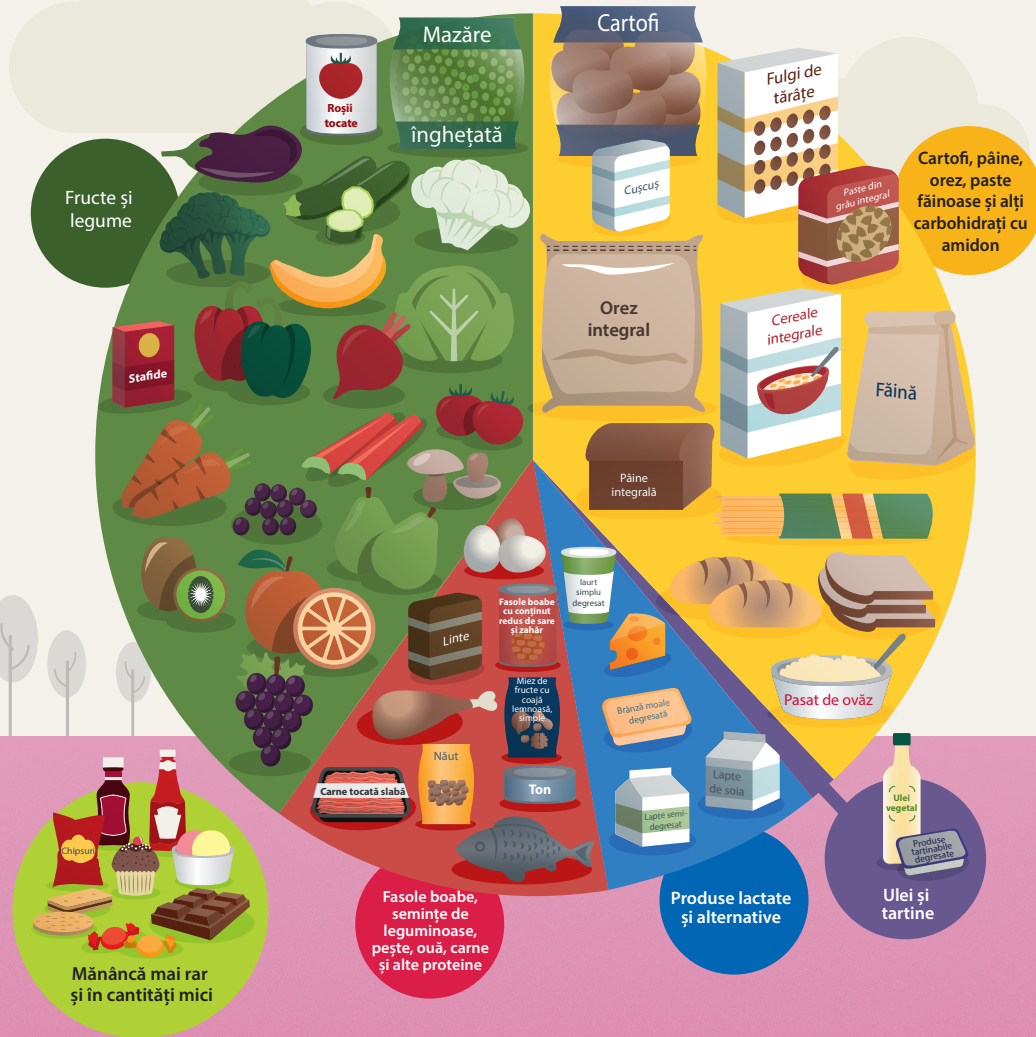 Mazăre
înghețată
Cartofi
Roșii
tocate
Fulgi de
tărâțe
Cușcuș
Paste din
grâu integral
Fructe și
legume
Cartofi, pâine,
orez, paste
făinoase și alți
carbohidrați cu
amidon
Orez
integral
Cereale
integrale
Stafide
Făină
Pâine
integrală
Iaurt
simplu
degresat
Fasole boabe
cu conținut
redus de sare
și zahăr
Linte
Miez de
fructe cu
coajă
lemnoasă,
simple
Brânză moale
degresată
Pasat de ovăz
Năut
Carne tocată slabă
Ton
Lapte
de soia
Lapte semi-
degresat
Ulei
vegetal
Produse
tartinabile
degresate
Ulei și
tartine
Chipsuri
Fasole boabe,
semințe de
leguminoase,
pește, ouă, carne
și alte proteine
Produse lactate
și alternative
Mănâncă mai rar
și în cantități mici